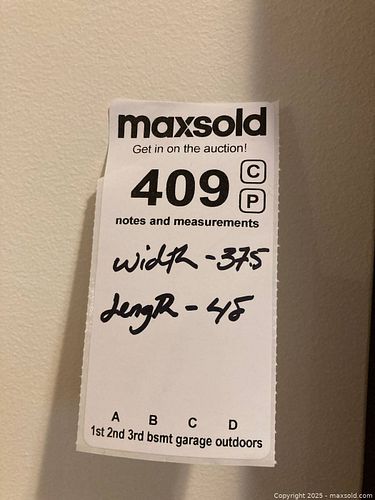 maxsold
Get in on the auction!
409 C
P
notes and measurements
width - 37.5
Length - 48
A B C D
1st 2nd 3rd bsmt garage outdoors
Copyright 2025 - maxsold.com